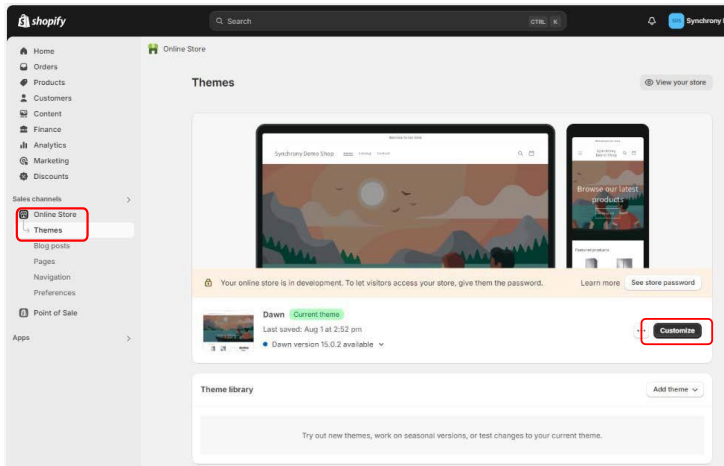 shopify
Search
CTRL K
Synchrony
Home
Orders
Products
Customers
Content
Finance
Analytics
Marketing
Discounts
Sales channels
Online Store
Themes
Blog posts
Pages
Navigation
Preferences
Point of Sale
Apps
Online Store
Themes
View your store
Synchrony Demo Shop
Synchrony
Demo Shop
Browse our latest
products
Featured products
Your online store is in development. To let visitors access your store, give them the password.
Learn more
See store password
Dawn Current theme
Last saved: Aug 1 at 2:52 pm
Dawn version 15.0.2 available
Customize
Theme library
Add theme
Try out new themes, work on seasonal versions, or test changes to your current theme.